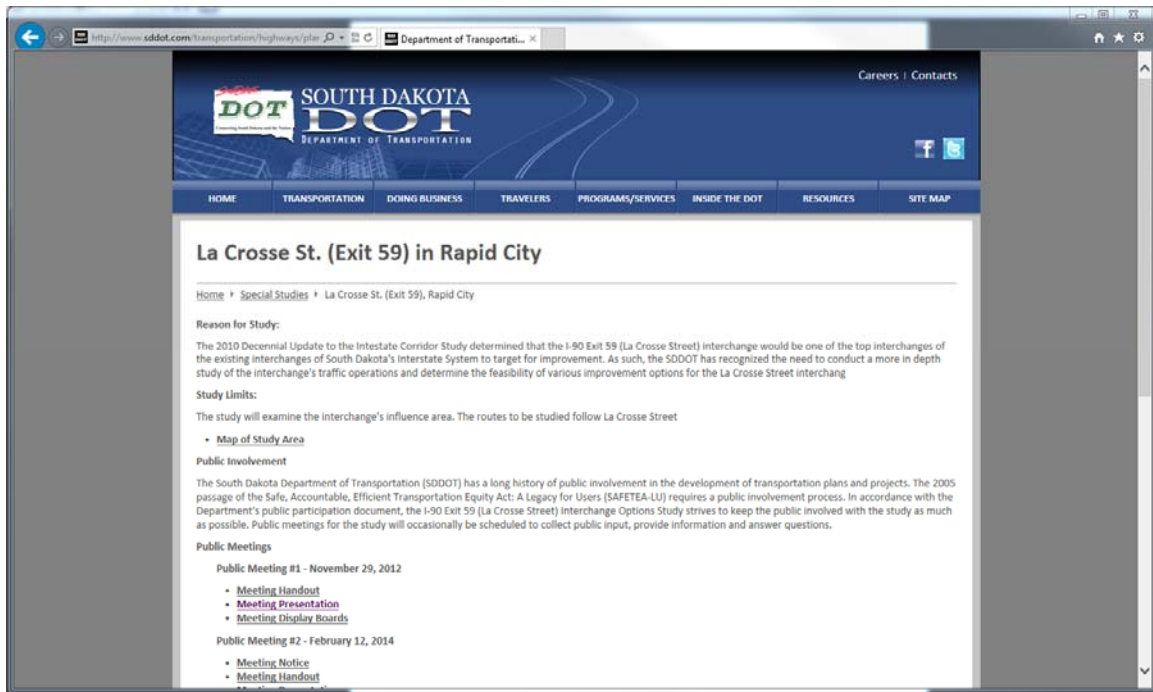 http://www.sddot.com/transportation/highways/plar
Department of Transportati...
Careers | Contacts
DOT
SOUTH DAKOTA
DOT
DEPARTMENT OF TRANSPORTATION
HOME TRANSPORTATION DOING BUSINESS TRAVELERS PROGRAMS/SERVICES INSIDE THE DOT RESOURCES SITE MAP
La Crosse St. (Exit 59) in Rapid City
Home Special Studies La Crosse St. (Exit 59), Rapid City
Reason for Study:
The 2010 Decennial Update to the Intestate Corridor Study determined that the I-90 Exit 59 (La Crosse Street) interchange would be one of the top interchanges of
the existing interchanges of South Dakota's Interstate System to target for improvement. As such, the SDDOT has recognized the need to conduct a more in depth
study of the interchange's traffic operations and determine the feasibility of various improvement options for the La Crosse Street interchang
Study Limits:
The study will examine the interchange's influence area. The routes to be studied follow La Crosse Street
• Map of Study Area
Public Involvement
The South Dakota Department of Transportation (SDDOT) has a long history of public involvement in the development of transportation plans and projects. The 2005
passage of the Safe, Accountable, Efficient Transportation Equity Act: A Legacy for Users (SAFETEA-LU) requires a public involvement process. In accordance with the
Department's public participation document, the I-90 Exit 59 (La Crosse Street) Interchange Options Study strives to keep the public involved with the study as much
as possible. Public meetings for the study will occasionally be scheduled to collect public input, provide information and answer questions.
Public Meetings
Public Meeting #1 - November 29, 2012
• Meeting Handout
• Meeting Presentation
• Meeting Display Boards
Public Meeting #2 - February 12, 2014
• Meeting Notice
• Meeting Handout